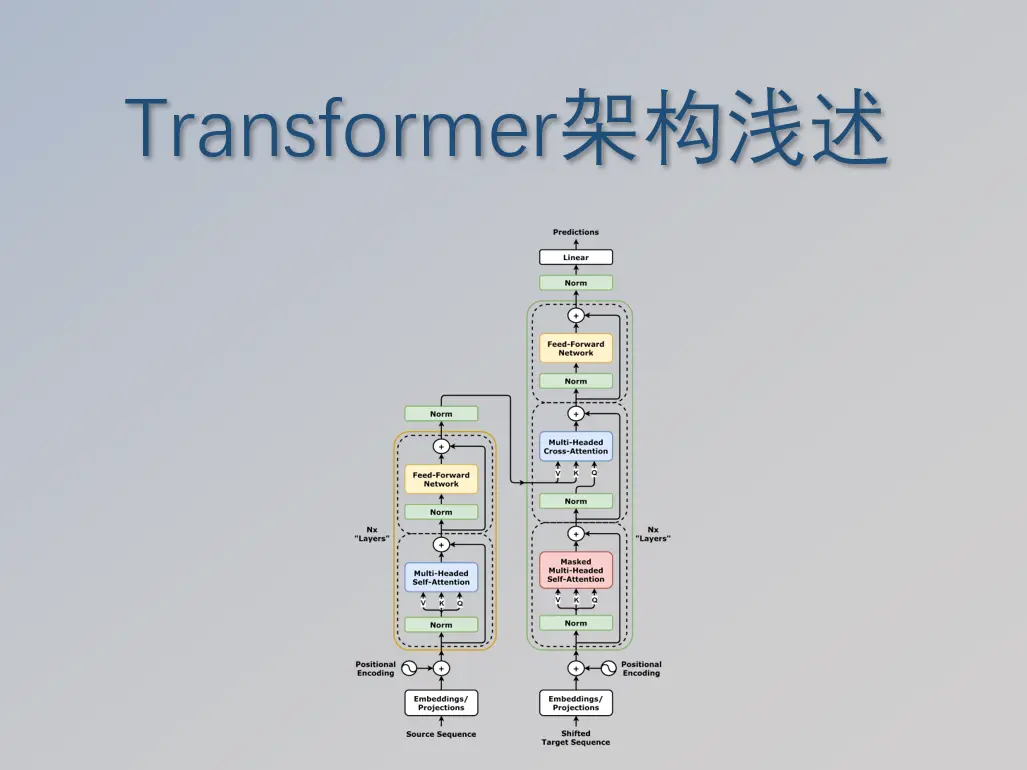 Transformer架构浅述
Predictions
Linear
Norm
Feed-Forward
Network
Norm
Multi-Headed
Cross-Attention
V K Q
Norm
Masked
Multi-Headed
Self-Attention
V K Q
Norm
Nx
"Layers"
Positional
Encoding
Embeddings/
Projections
Shifted
Target Sequence
Norm
Feed-Forward
Network
Norm
Multi-Headed
Self-Attention
V K Q
Norm
Nx
"Layers"
Positional
Encoding
Embeddings/
Projections
Source Sequence